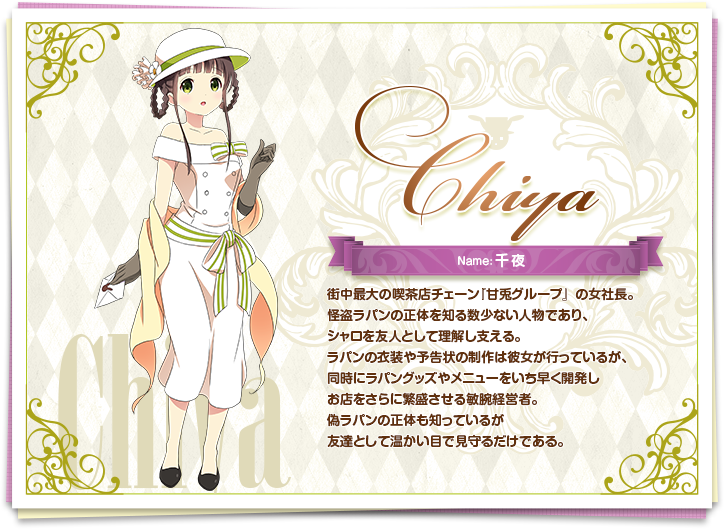 Chiya
Name:千夜
街中最大の喫茶店チェーン『甘兎グループ』の女社長。
怪盗ラパンの正体を知る数少ない人物であり、
シャロを友人として理解し支える。
ラパンの衣装や予告状の制作は彼女が行っているが、
同時にラパングッズやメニューをいち早く開発し
お店をさらに繁盛させる敏腕経営者。
偽ラパンの正体も知っているが
友達として温かい目で見守るだけである。
Chiya